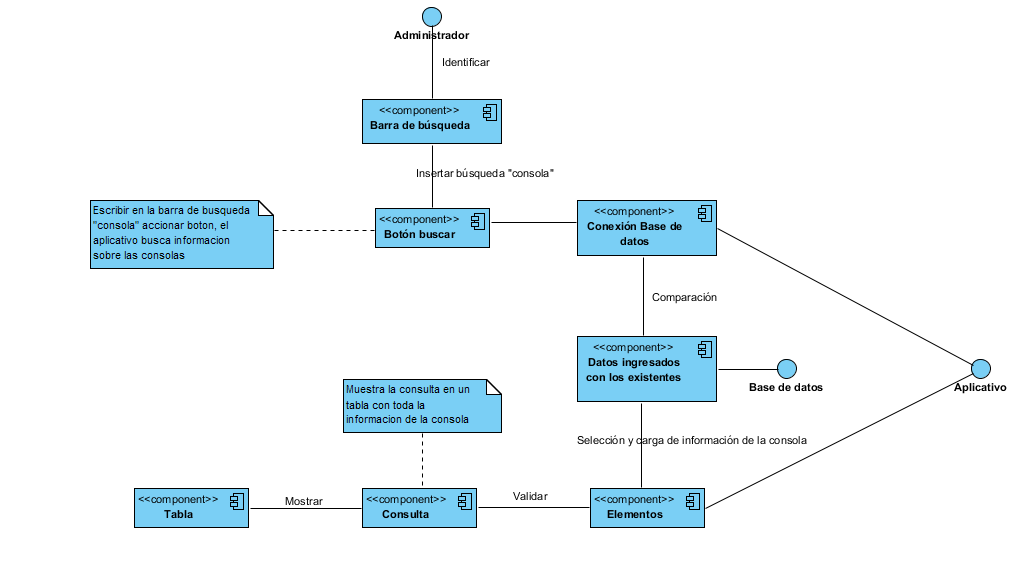 Administrador
Identificar
<<component>>
Barra de búsqueda
Insertar búsqueda "consola"
Escribir en la barra de busqueda
"consola" accionar boton, el
aplicativo busca informacion
sobre las consolas
<<component>>
Botón buscar
<<component>>
Conexión Base de
datos
Comparación
<<component>>
Datos ingresados
con los existentes
Base de datos
Aplicativo
Muestra la consulta en un
tabla con toda la
informacion de la consola
Selección y carga de información de la consola
<<component>>
Tabla
Mostrar
<<component>>
Consulta
Validar
<<component>>
Elementos